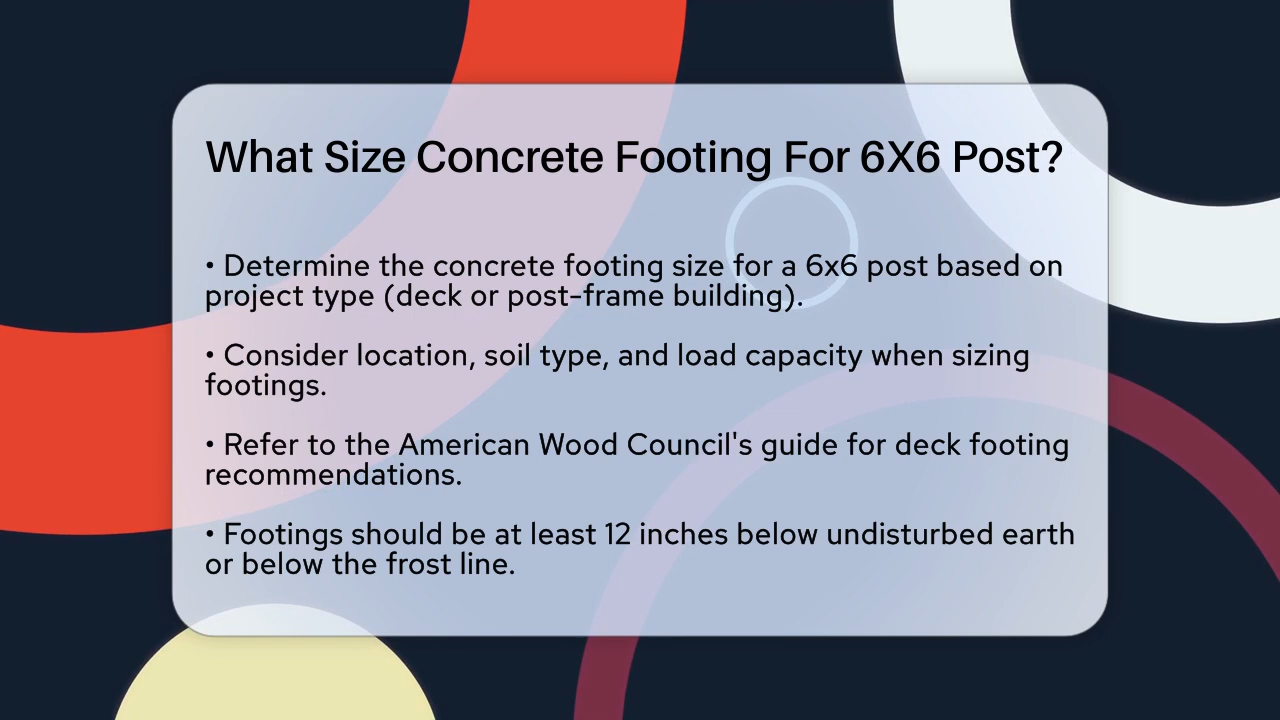 What Size Concrete Footing For 6X6 Post?
• Determine the concrete footing size for a 6x6 post based on
project type (deck or post-frame building).
• Consider location, soil type, and load capacity when sizing
footings.
• Refer to the American Wood Council's guide for deck footing
recommendations.
• Footings should be at least 12 inches below undisturbed earth
or below the frost line.